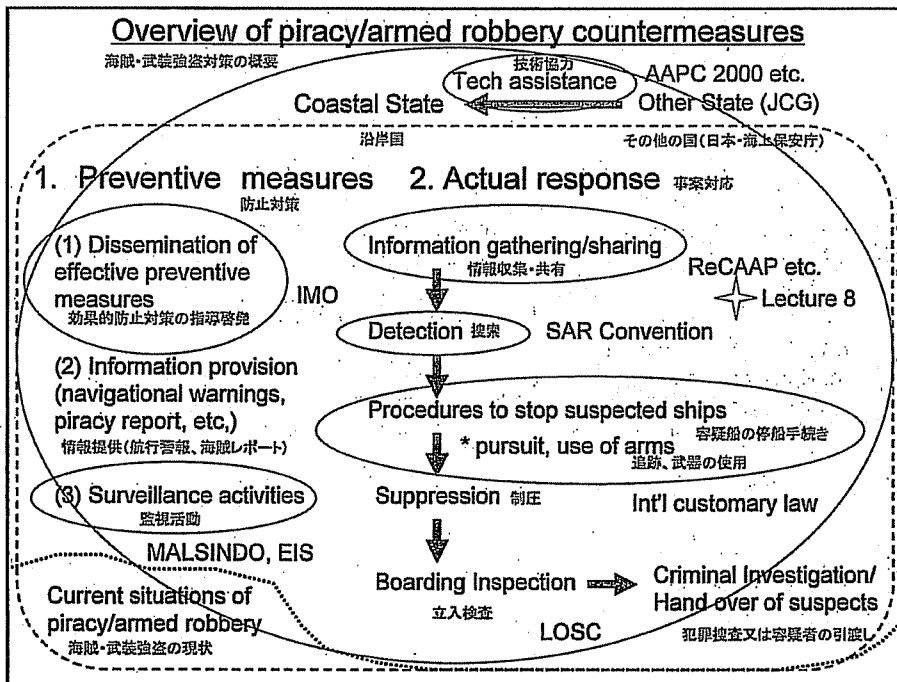 Overview of piracy/armed robbery countermeasures
海賊・武装強盗対策の概要
技術協力
Tech assistance
AAPC 2000 etc.
Coastal State
Other State (JCG)
沿岸国
その他の国(日本・海上保安庁)
1. Preventive measures
防止対策
2. Actual response 事案対応
(1) Dissemination of
effective preventive
measures
効果的防止対策の指導啓発
IMO
(2) Information provision
(navigational warnings,
piracy report, etc,)
情報提供(航行警報、海賊レポート)
(3) Surveillance activities
監視活動
MALSINDO, EIS
Current situations of
piracy/armed robbery
海賊・武装強盗の現状
Information gathering/sharing
情報収集・共有
ReCAAP etc.
Lecture 8
Detection 捜索
SAR Convention
Procedures to stop suspected ships
容疑船の停船手続き
* pursuit, use of arms
追跡、武器の使用
Suppression 制圧
Int'l customary law
Boarding Inspection
立入検査
LOSC
Criminal Investigation/
Hand over of suspects
犯罪捜査又は容疑者の引渡し